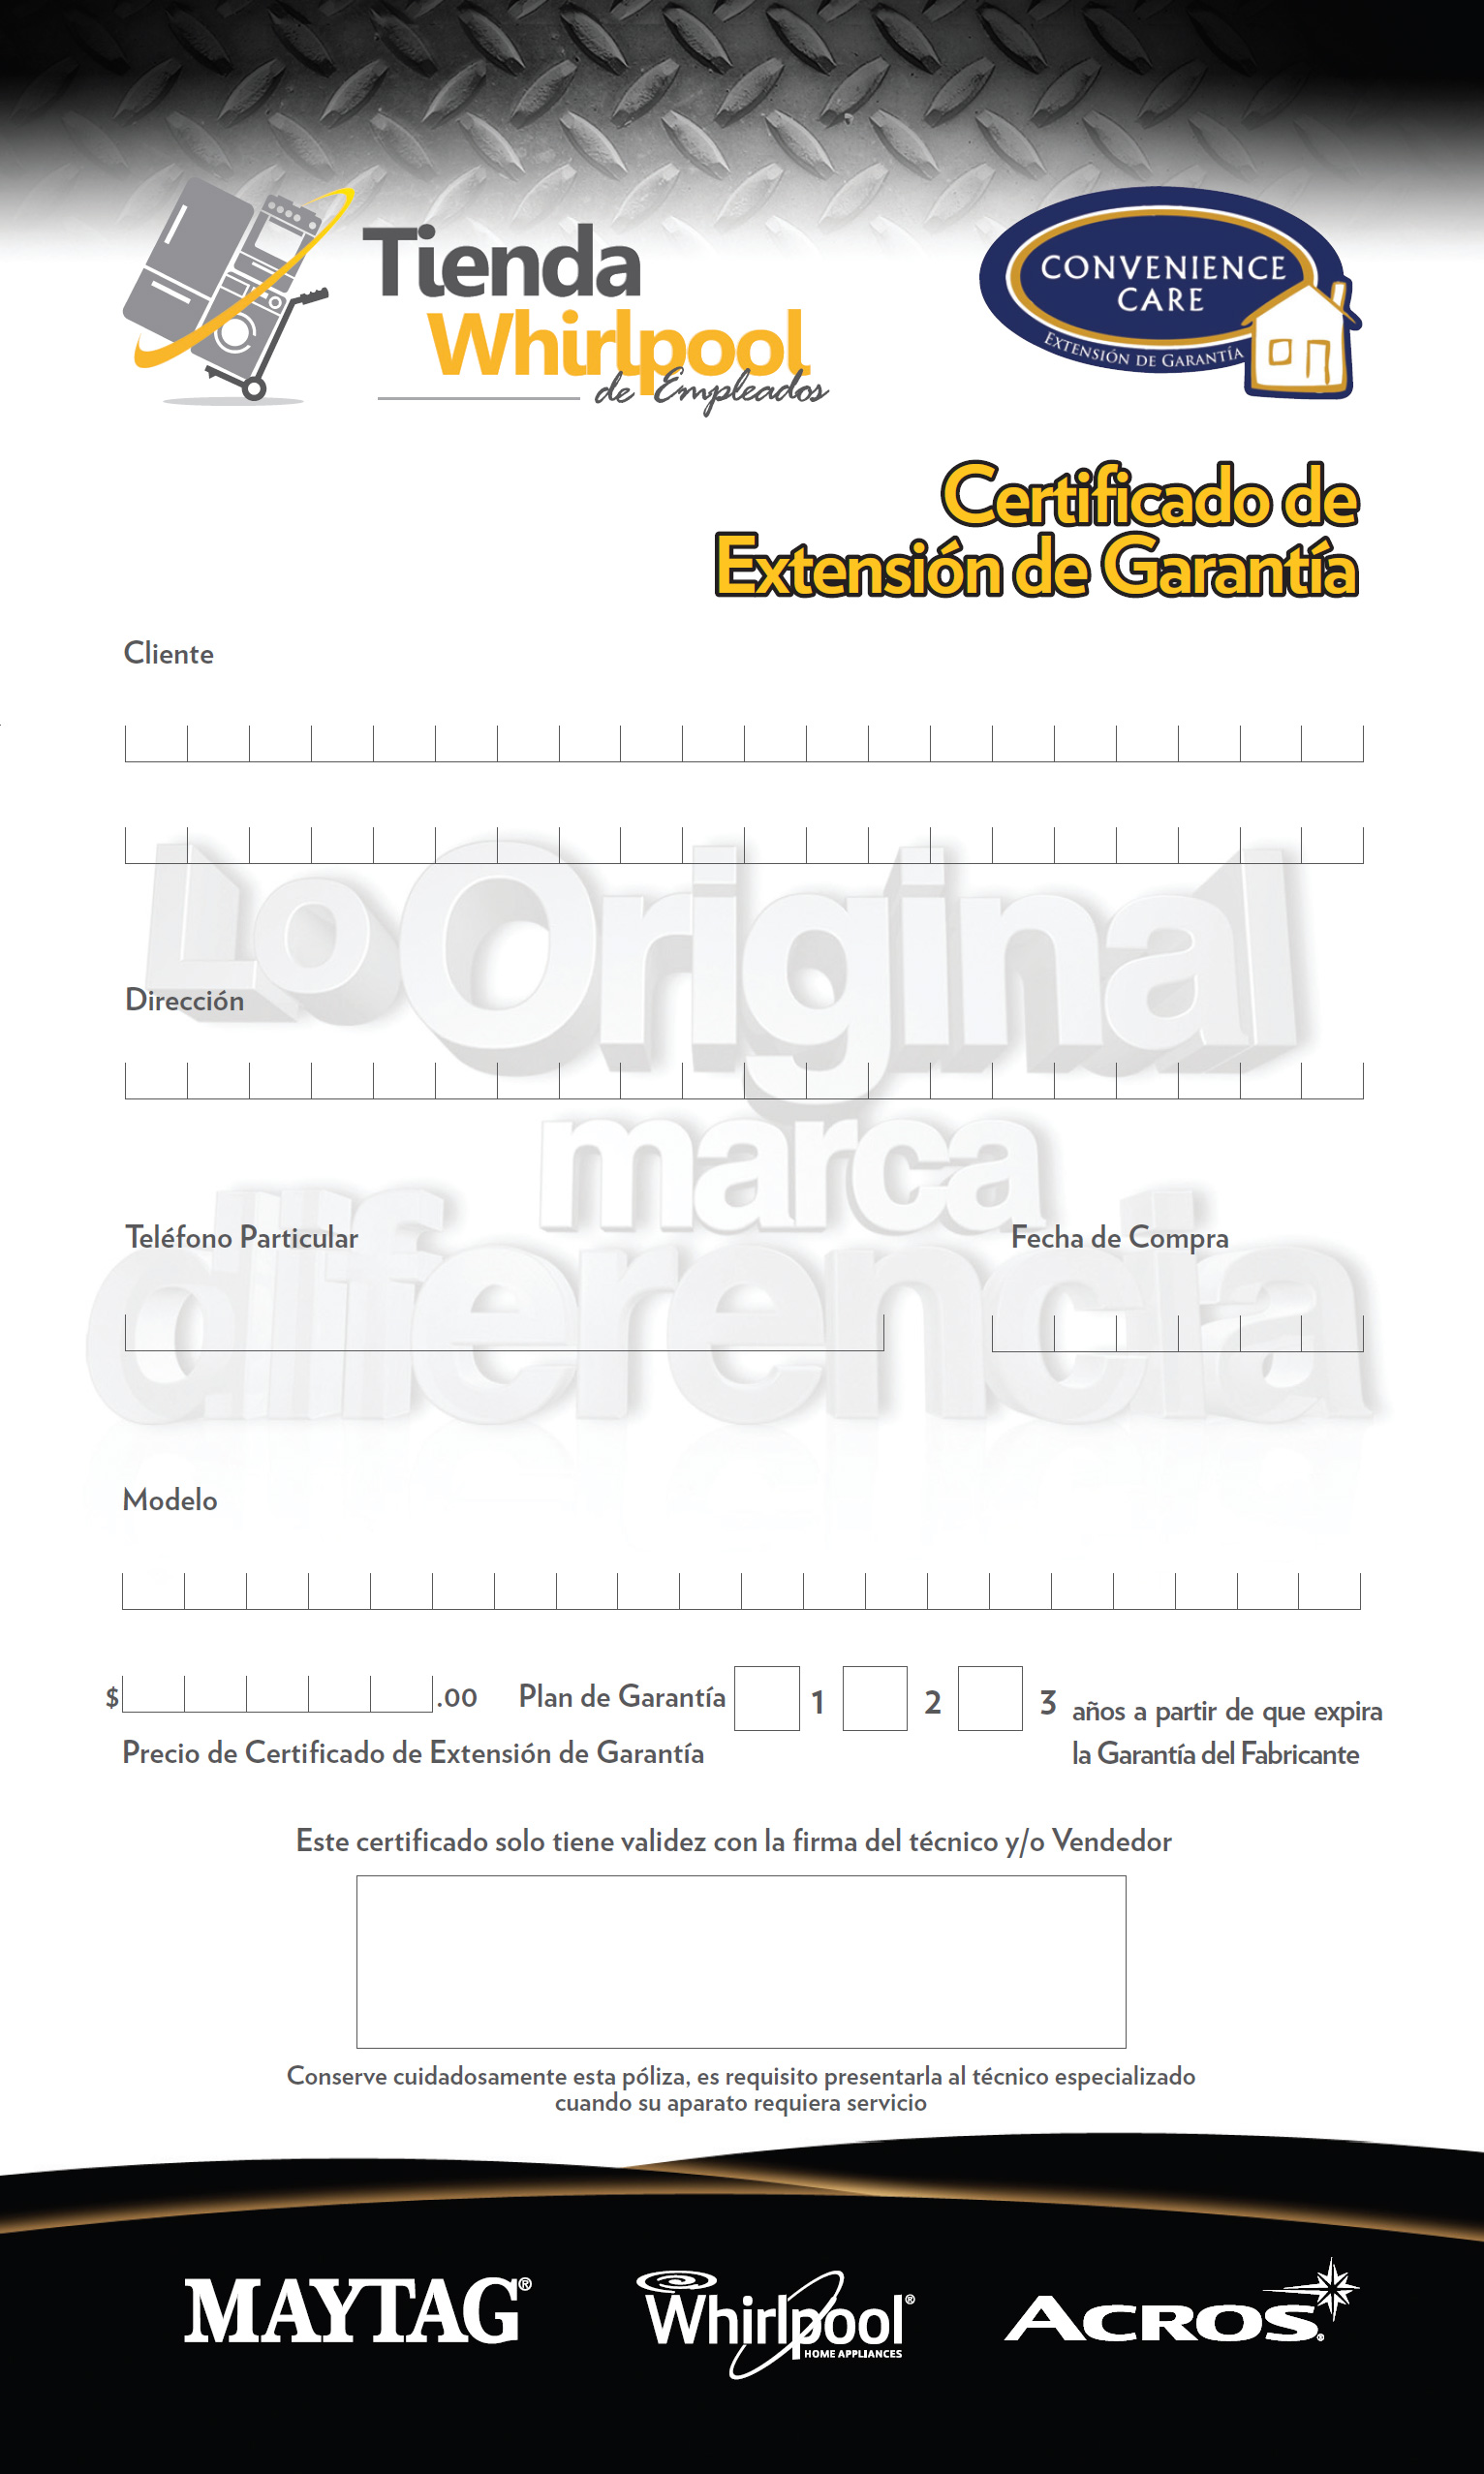 Tienda
Whirlpool
de Empleados
CONVENIENCE
CARE
EXTENSIÓN DE GARANTÍA
Certificado de
Extensión de Garantía
Cliente
Lo Original
Dirección
marca
diferencia
Teléfono Particular
Fecha de Compra
Modelo
$ .00 Plan de Garantía 1 2 3 años a partir de que expira
Precio de Certificado de Extensión de Garantía la Garantía del Fabricante
Este certificado solo tiene validez con la firma del técnico y/o Vendedor
Conserve cuidadosamente esta póliza, es requisito presentarla al técnico especializado
cuando su aparato requiera servicio
MAYTAG®
Whirlpool®
HOME APPLIANCES
ACROS®